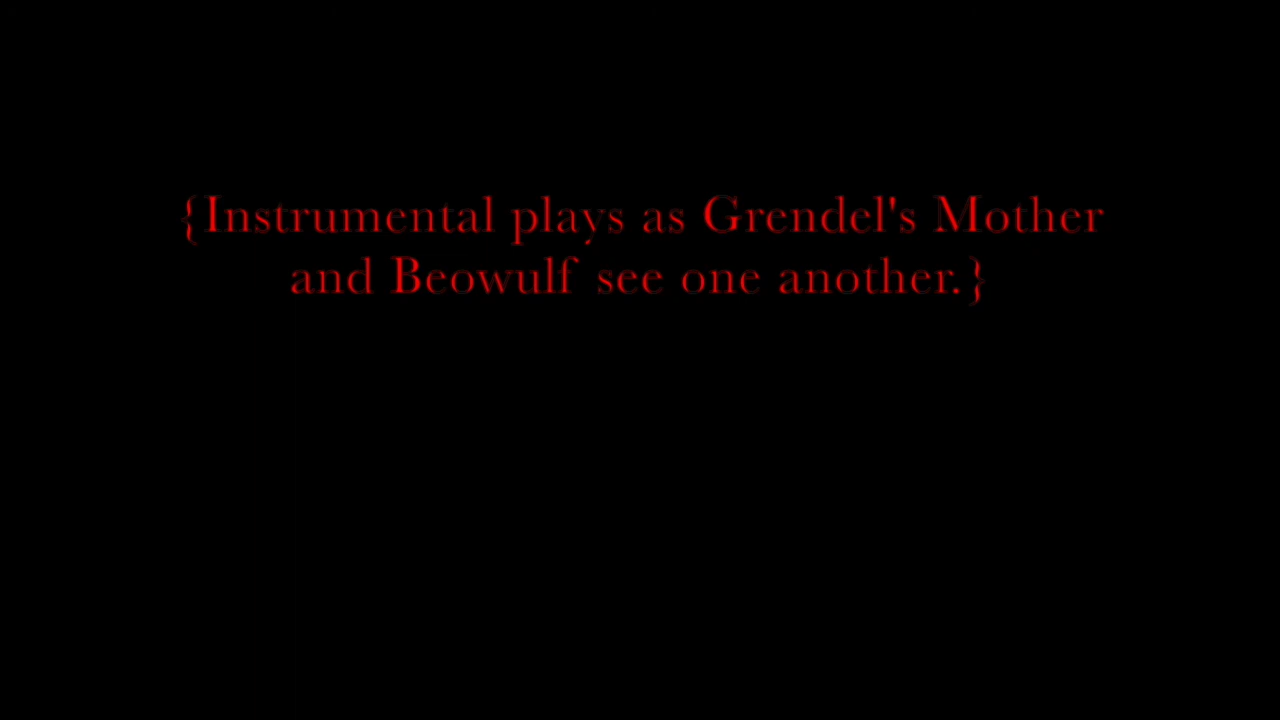 {Instrumental plays as Grendel's Mother
and Beowulf see one another.}